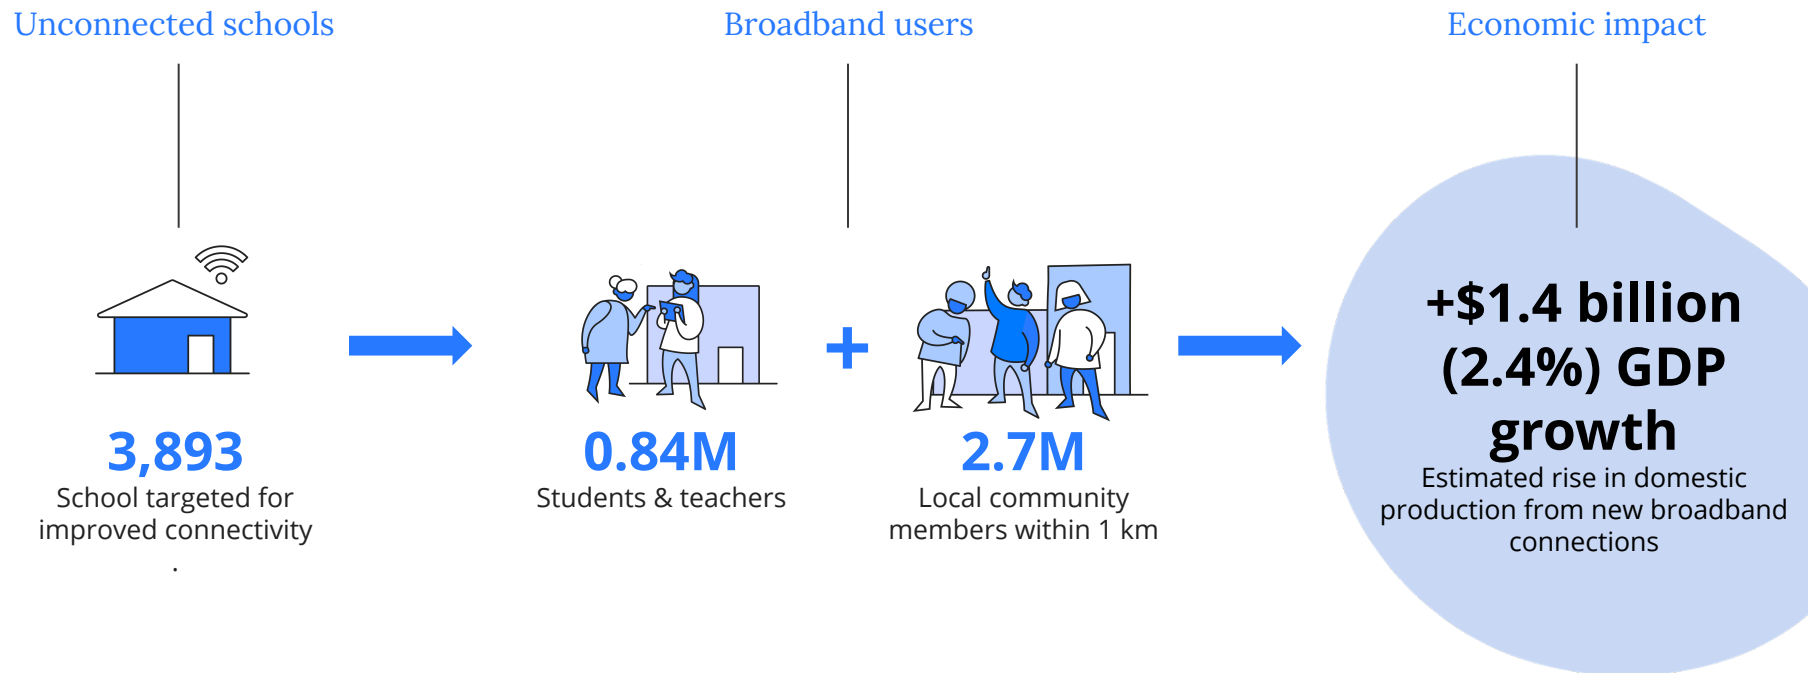 Unconnected schools
Broadband users
Economic impact
3,893
School targeted for
improved connectivity
.
0.84M
Students & teachers
+
2.7M
Local community
members within 1 km
+$1.4 billion
(2.4%) GDP
growth
Estimated rise in domestic
production from new broadband
connections